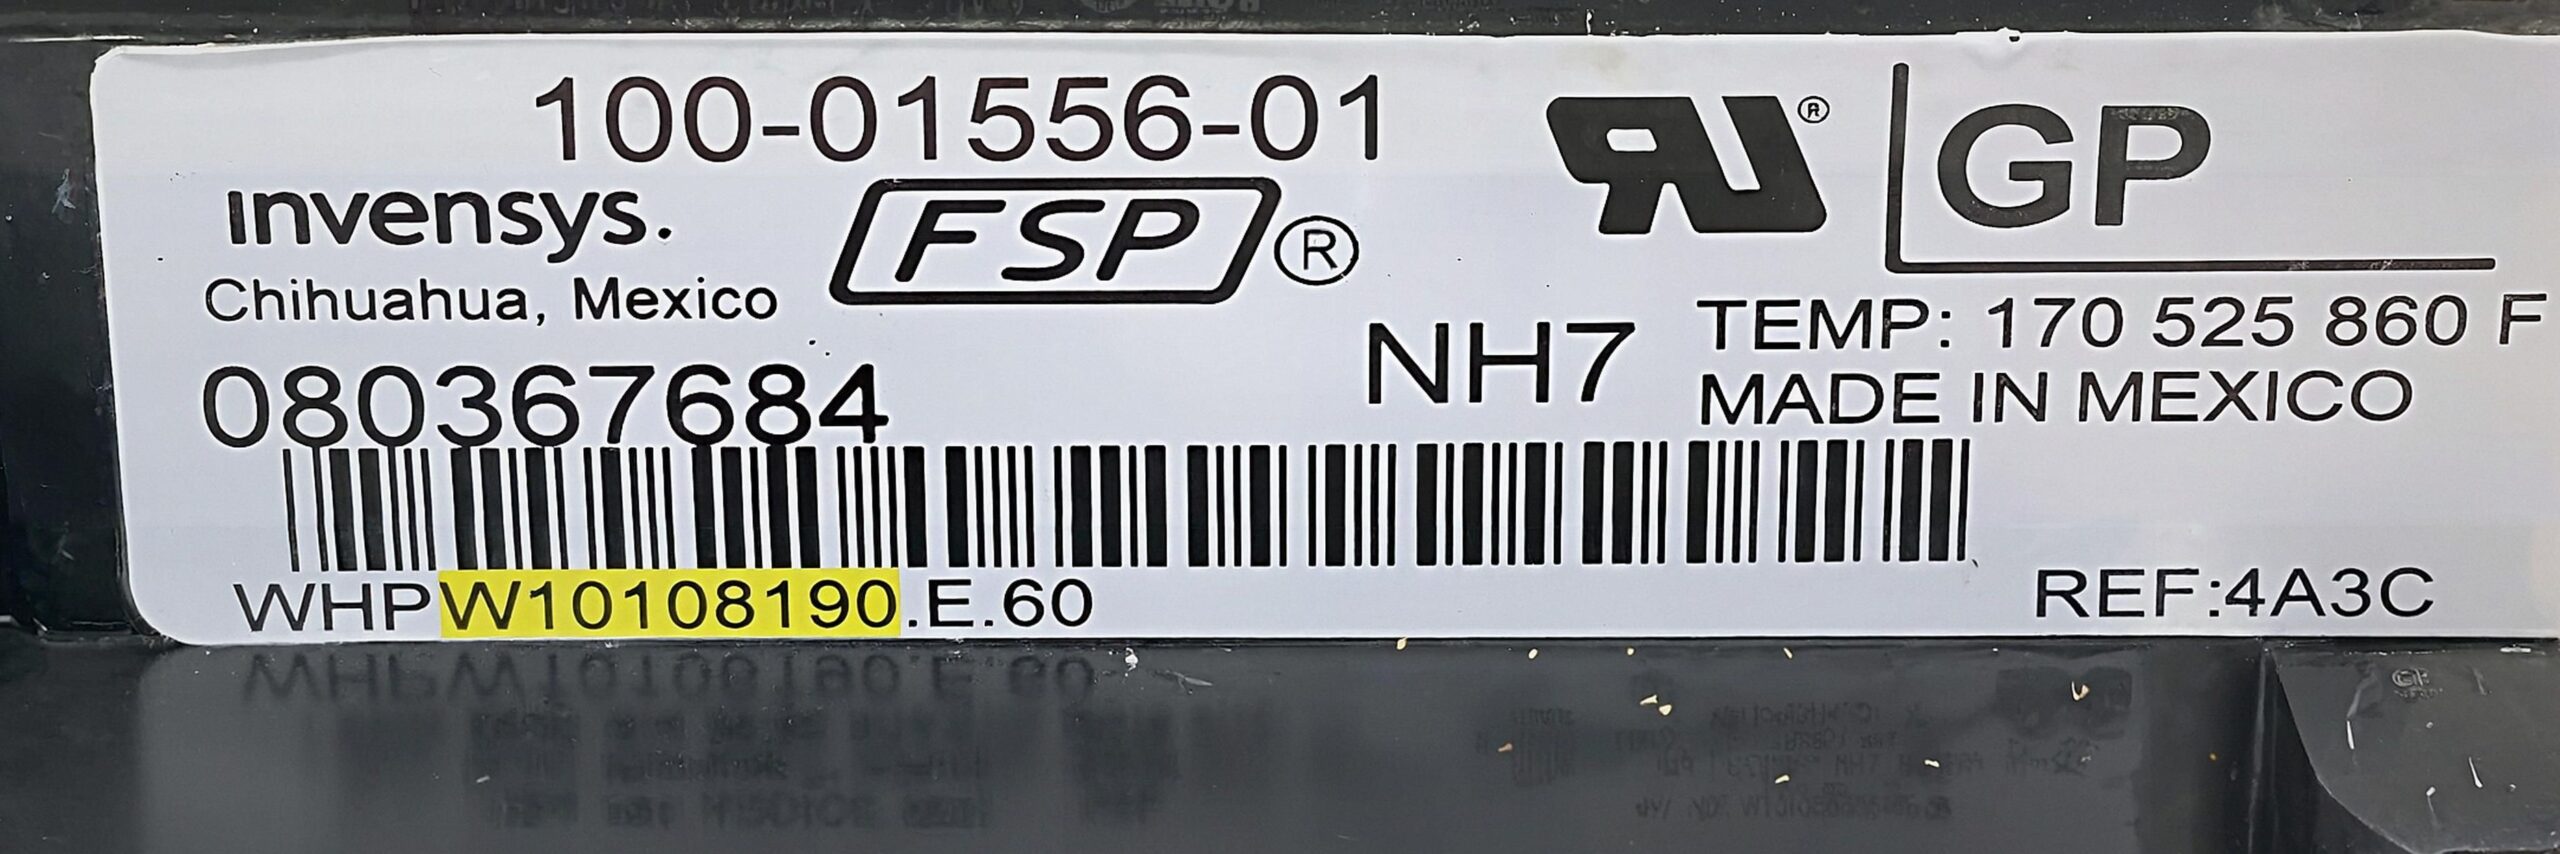 100-01556-01
invensys.
FSP®
Chihuahua, Mexico
080367684
NH7
WHPW10108190.E.60
RU®
GP
TEMP: 170 525 860 F
MADE IN MEXICO
REF:4A3C